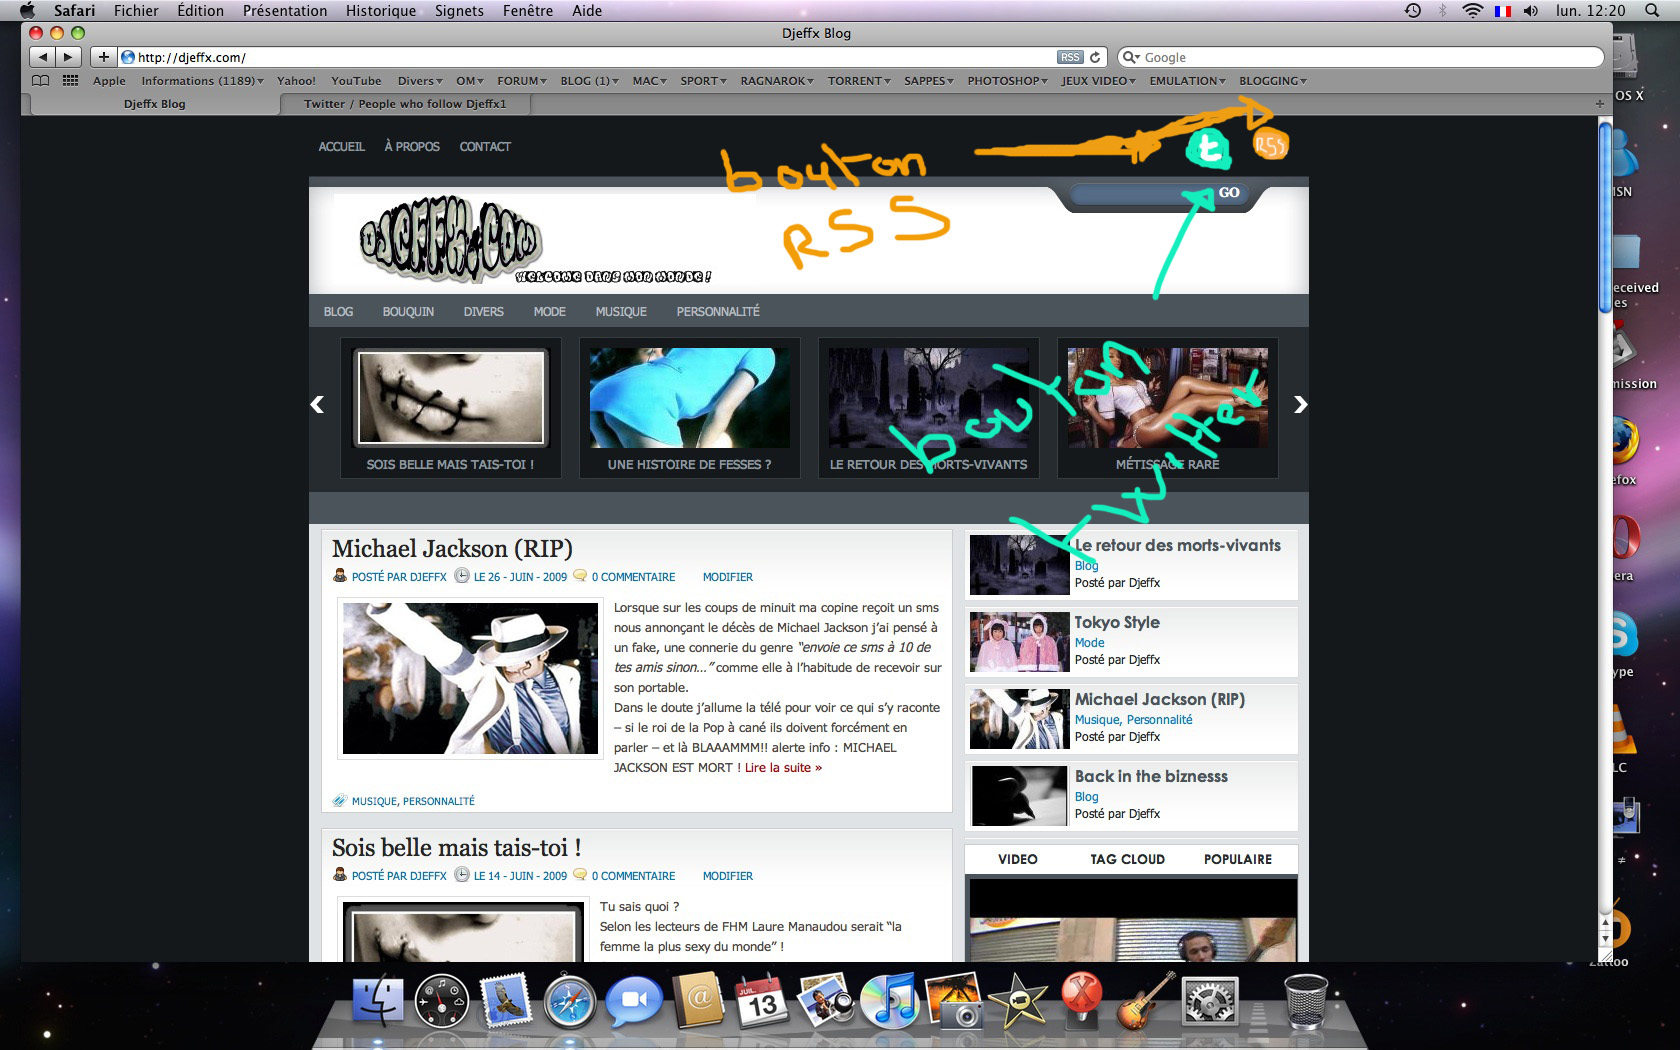 Safari Fichier Édition Présentation Historique Signets Fenêtre Aide lun. 12:20
Djeffx Blog
http://djeffx.com/ RSS Google
Apple Informations (1189) Yahoo! YouTube Divers OM FORUM BLOG (1) MAC SPORT RAGNAROK TORRENT SAPPES PHOTOSHOP JEUX VIDEO EMULATION BLOGGING
Djeffx Blog Twitter / People who follow Djeffx1
OS X
ACCUEIL À PROPOS CONTACT
t RSS
bouton
RSS
GO
DJEFFX.COM
WELCOME DANS MON MONDE !
MSN
eceived
es
BLOG BOUQUIN DIVERS MODE MUSIQUE PERSONNALITÉ
bouton
twitter
mission
SOIS BELLE MAIS TAIS-TOI ! UNE HISTOIRE DE FESSES ? LE RETOUR DES MORTS-VIVANTS MÉTISSAGE RARE
efox
Michael Jackson (RIP)
POSTÉ PAR DJEFFX LE 26 - JUIN - 2009 0 COMMENTAIRE MODIFIER
Lorsque sur les coups de minuit ma copine reçoit un sms
nous annonçant le décès de Michael Jackson j’ai pensé à
un fake, une connerie du genre “envoie ce sms à 10 de
tes amis sinon...” comme elle à l’habitude de recevoir sur
son portable.
Dans le doute j’allume la télé pour voir ce qui s’y raconte
– si le roi de la Pop à cané ils doivent forcément en
parler – et là BLAAAMMM!! alerte info : MICHAEL
JACKSON EST MORT ! Lire la suite »
MUSIQUE, PERSONNALITÉ
Sois belle mais tais-toi !
POSTÉ PAR DJEFFX LE 14 - JUIN - 2009 0 COMMENTAIRE MODIFIER
Tu sais quoi ?
Selon les lecteurs de FHM Laure Manaudou serait “la
femme la plus sexy du monde” !
Le retour des morts-vivants
Blog
Posté par Djeffx
Tokyo Style
Mode
Posté par Djeffx
Michael Jackson (RIP)
Musique, Personnalité
Posté par Djeffx
Back in the biznesss
Blog
Posté par Djeffx
VIDEO TAG CLOUD POPULAIRE
era
ype
LC
≠
Zattoo
JUIL.
13